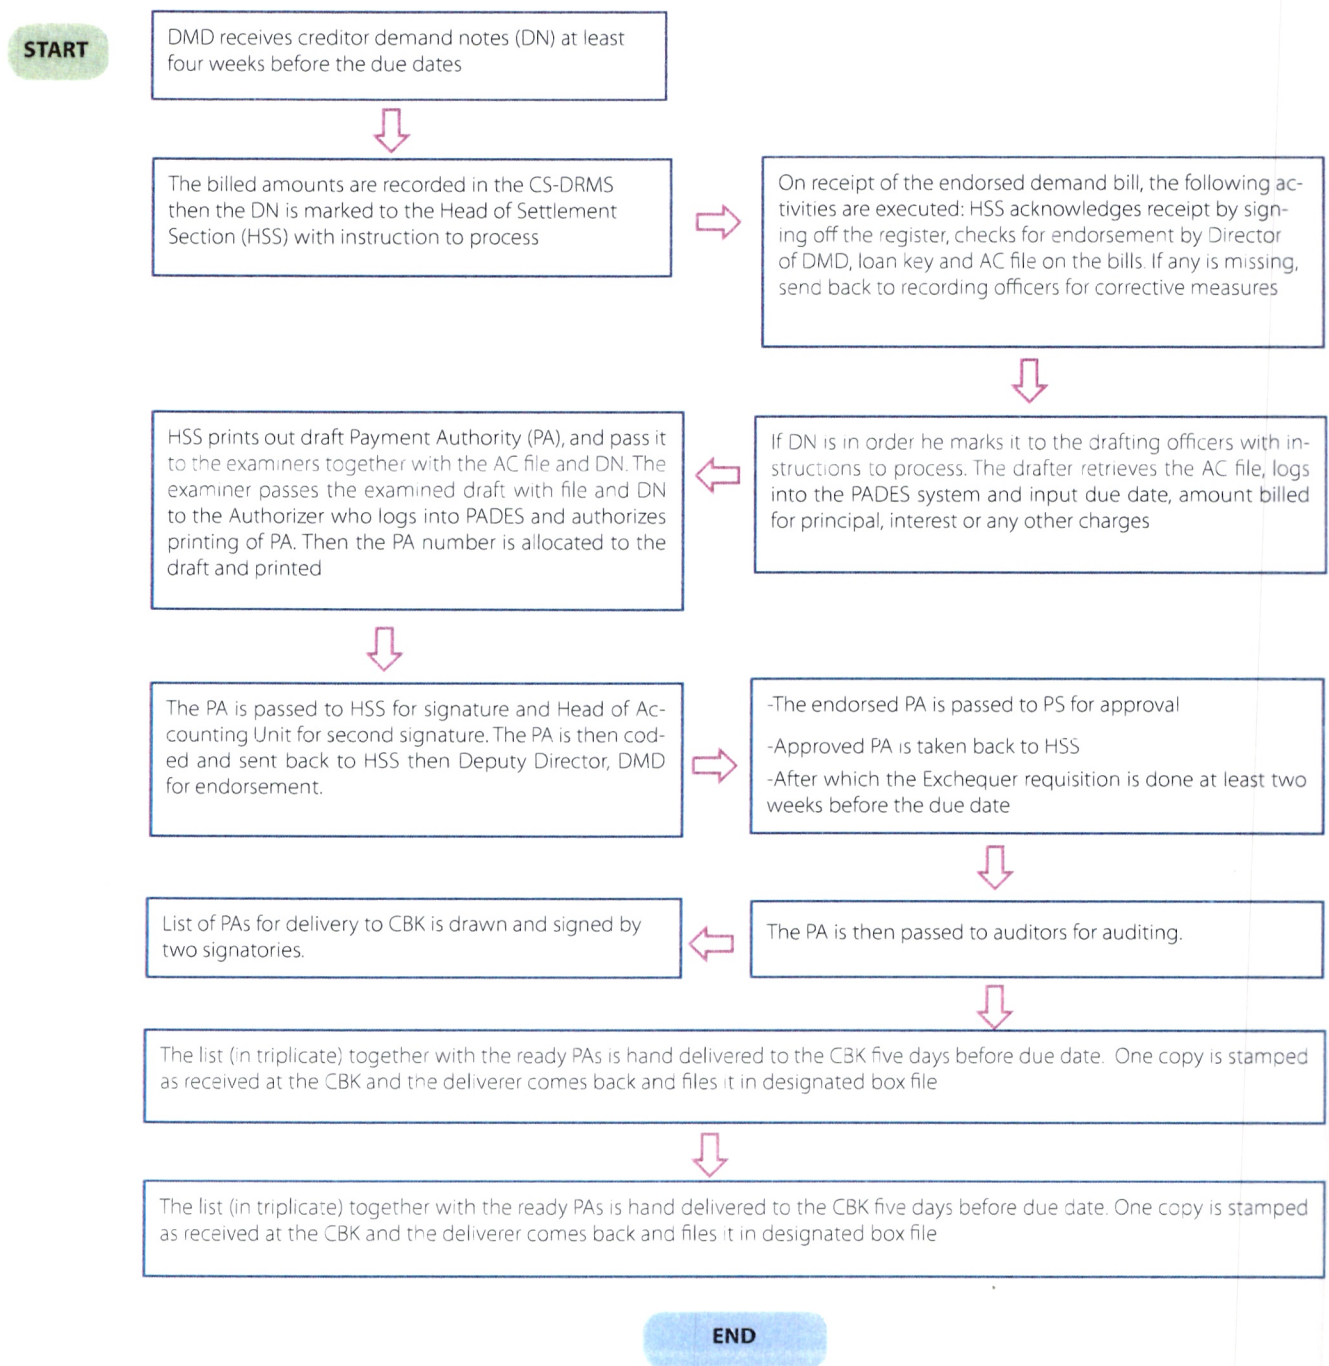 START
DMD receives creditor demand notes (DN) at least
four weeks before the due dates
The billed amounts are recorded in the CS-DRMS
then the DN is marked to the Head of Settlement
Section (HSS) with instruction to process
On receipt of the endorsed demand bill, the following ac-
tivities are executed: HSS acknowledges receipt by sign-
ing off the register, checks for endorsement by Director
of DMD, loan key and AC file on the bills. If any is missing,
send back to recording officers for corrective measures
If DN is in order he marks it to the drafting officers with in-
structions to process. The drafter retrieves the AC file, logs
into the PADES system and input due date, amount billed
for principal, interest or any other charges
HSS prints out draft Payment Authority (PA), and pass it
to the examiners together with the AC file and DN. The
examiner passes the examined draft with file and DN
to the Authorizer who logs into PADES and authorizes
printing of PA. Then the PA number is allocated to the
draft and printed
The PA is passed to HSS for signature and Head of Ac-
counting Unit for second signature. The PA is then cod-
ed and sent back to HSS then Deputy Director, DMD
for endorsement.
-The endorsed PA is passed to PS for approval
-Approved PA is taken back to HSS
-After which the Exchequer requisition is done at least two
weeks before the due date
The PA is then passed to auditors for auditing.
List of PAs for delivery to CBK is drawn and signed by
two signatories.
The list (in triplicate) together with the ready PAs is hand delivered to the CBK five days before due date. One copy is stamped
as received at the CBK and the deliverer comes back and files it in designated box file
The list (in triplicate) together with the ready PAs is hand delivered to the CBK five days before due date. One copy is stamped
as received at the CBK and the deliverer comes back and files it in designated box file
END